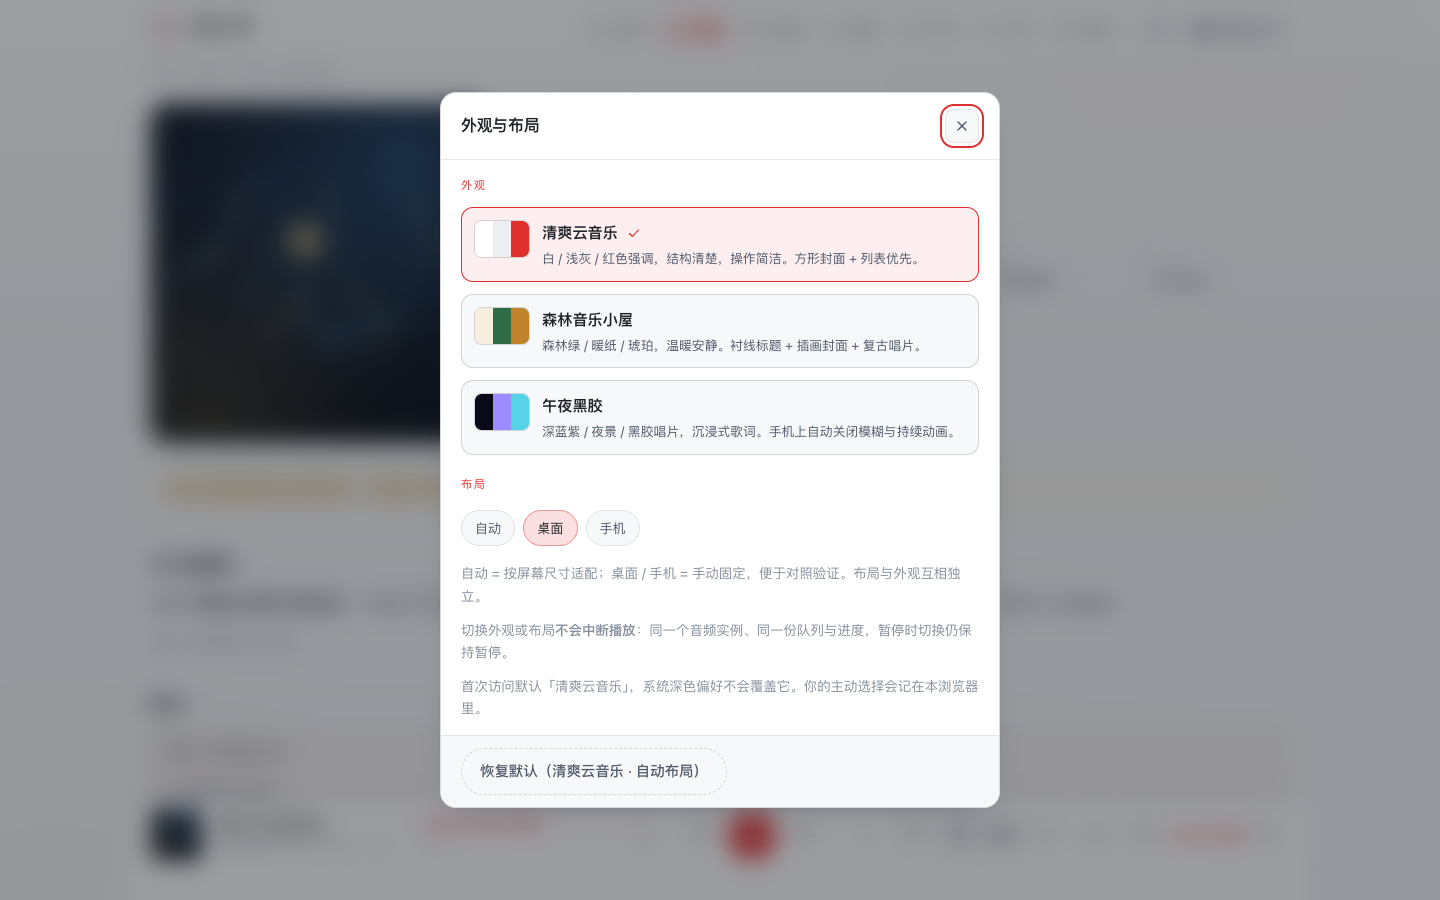 外观与布局
外观
清爽云音乐
白 / 浅灰 / 红色强调，结构清楚，操作简洁。方形封面 + 列表优先。
森林音乐小屋
森林绿 / 暖纸 / 琥珀，温暖安静。衬线标题 + 插画封面 + 复古唱片。
午夜黑胶
深蓝紫 / 夜景 / 黑胶唱片，沉浸式歌词。手机上自动关闭模糊与持续动画。
布局
自动 桌面 手机
自动 = 按屏幕尺寸适配；桌面 / 手机 = 手动固定，便于对照验证。布局与外观互相独
立。
切换外观或布局不会中断播放：同一个音频实例、同一份队列与进度，暂停时切换仍保
持暂停。
首次访问默认「清爽云音乐」，系统深色偏好不会覆盖它。你的主动选择会记在本浏览器
里。
恢复默认（清爽云音乐 · 自动布局）